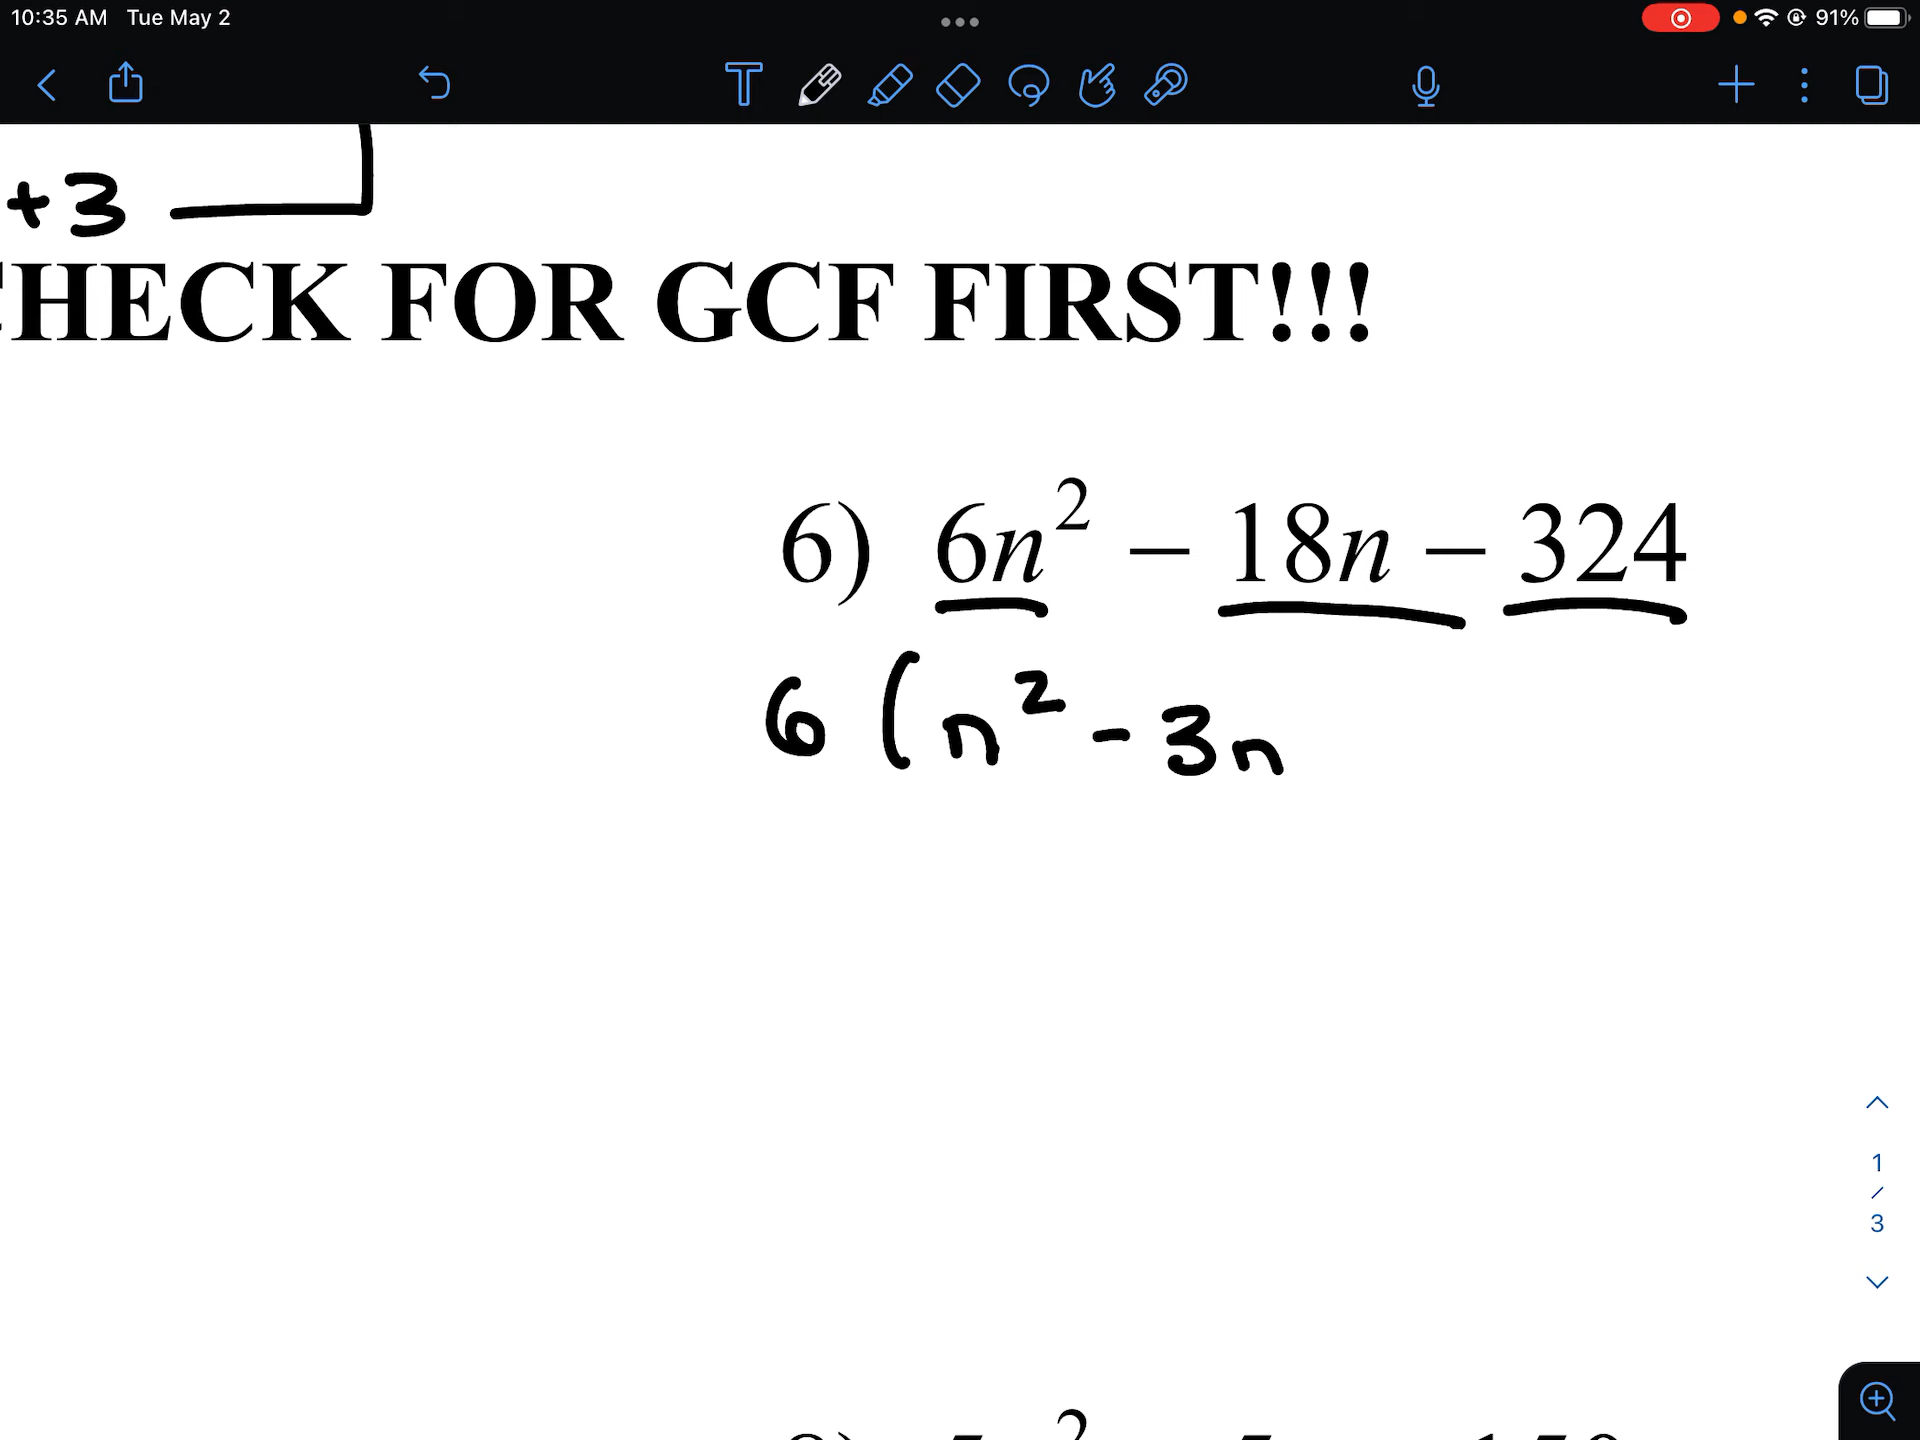 10:35 AM Tue May 2
91%
+3
CHECK FOR GCF FIRST!!!
6) 6n² – 18n – 324
6 (n² - 3n
1
/
3